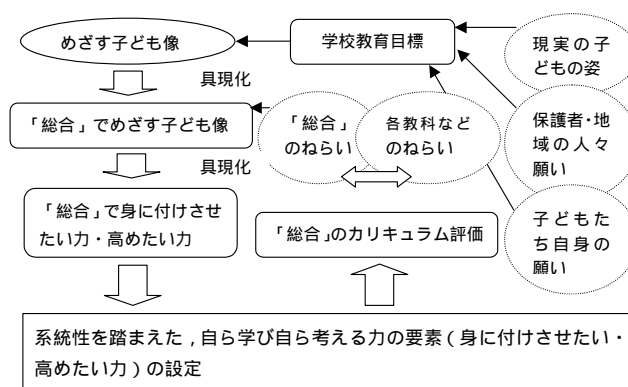 めざす子ども像
学校教育目標
現実の子
どもの姿
具現化
「総合」でめざす子ども像
「総合」
のねらい
各教科など
のねらい
保護者・地
域の人々
願い
具現化
「総合」で身に付けさせ
たい力・高めたい力
「総合」のカリキュラム評価
子どもた
ち自身の
願い
系統性を踏まえた，自ら学び自ら考える力の要素（身に付けさせたい・
高めたい力）の設定